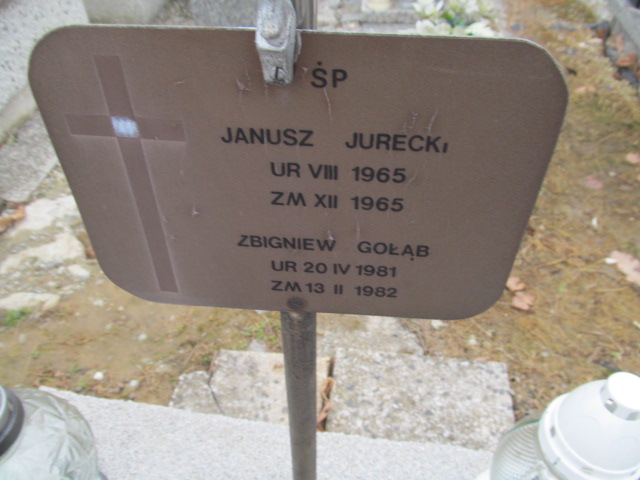 ŚP
JANUSZ JURECKI
UR VIII 1965
ZM XII 1965
ZBIGNIEW GOŁĄB
UR 20 IV 1981
ZM 13 II 1982